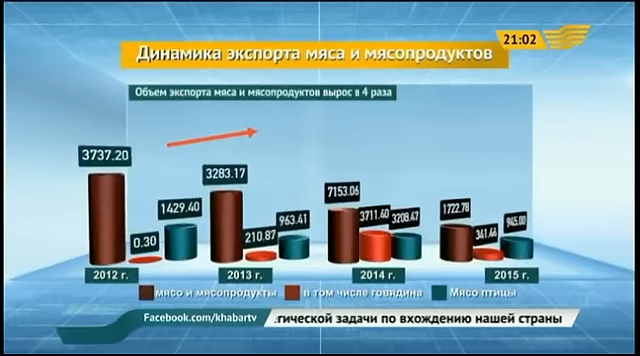 21:02
Динамика экспорта мяса и мясопродуктов
Объем экспорта мяса и мясопродуктов вырос в 4 раза
3737.20
0.30
1429.40
3283.17
210.87
963.41
7153.06
3711.40
3208.47
1722.78
341.46
945.00
2012 г.
2013 г.
2014 г.
2015 г.
мясо и мясопродукты
в том числе говядина
Мясо птицы
Facebook.com/khabartv
гической задачи по вхождению нашей страны